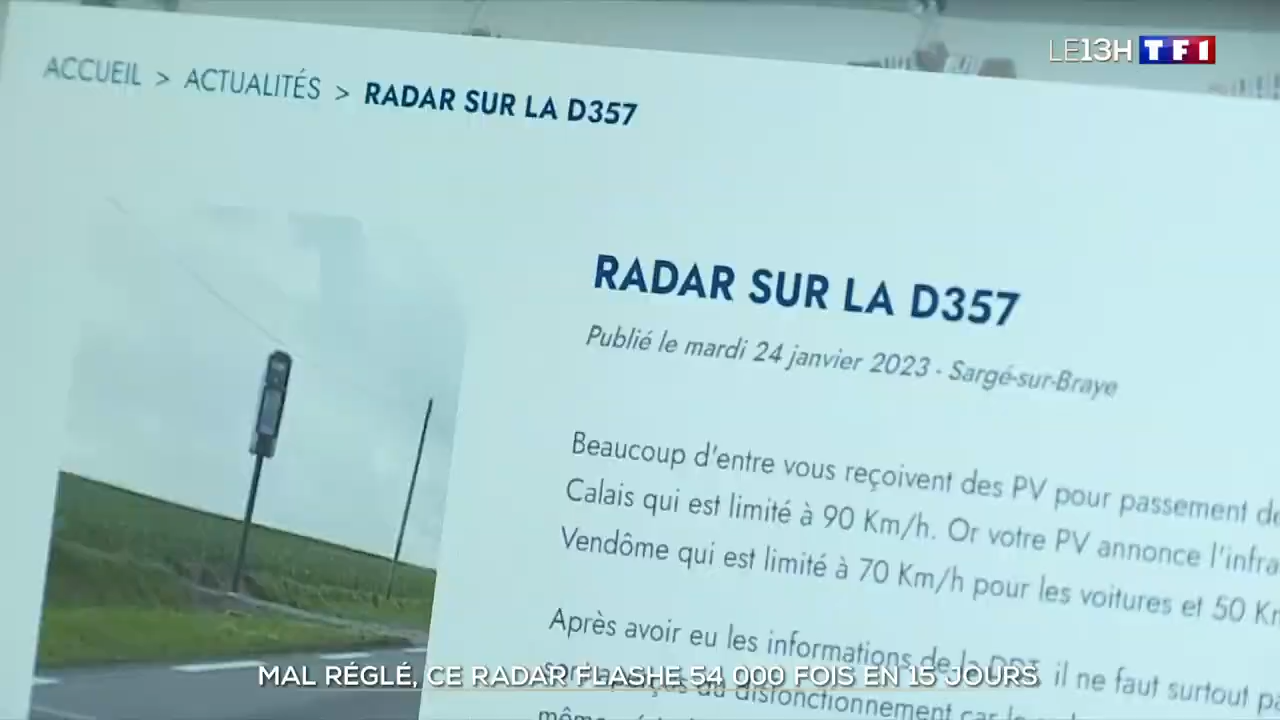 LE13H TF1
ACCUEIL > ACTUALITÉS > RADAR SUR LA D357
RADAR SUR LA D357
Publié le mardi 24 janvier 2023 - Sargé-sur-Braye
Beaucoup d'entre vous reçoivent des PV pour passement de
Calais qui est limité à 90 Km/h. Or votre PV annonce l'infra
Vendôme qui est limité à 70 Km/h pour les voitures et 50 Km
Après avoir eu les informations de la DDT, il ne faut surtout pa
MAL RÉGLÉ, CE RADAR FLASHE 54 000 FOIS EN 15 JOURS
du disfonctionnement car